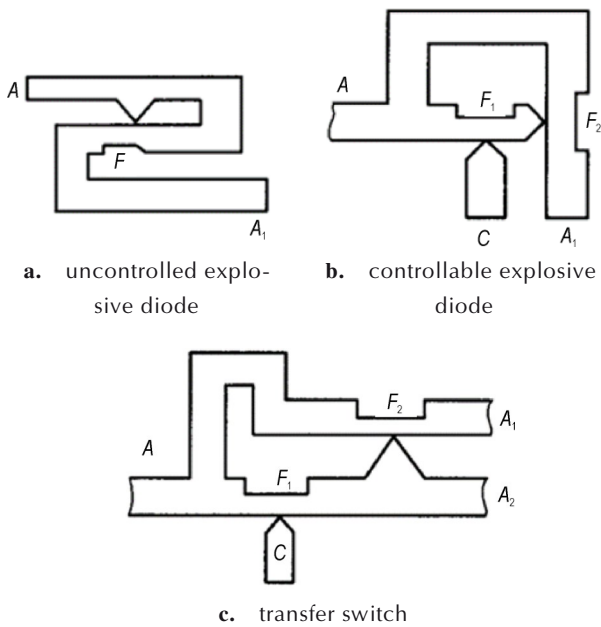 A
F
A₁
a. uncontrolled explo-
sive diode
A
F₁
F₂
C
A₁
b. controllable explosive
diode
A
F₂
A₁
F₁
A₂
C
c. transfer switch